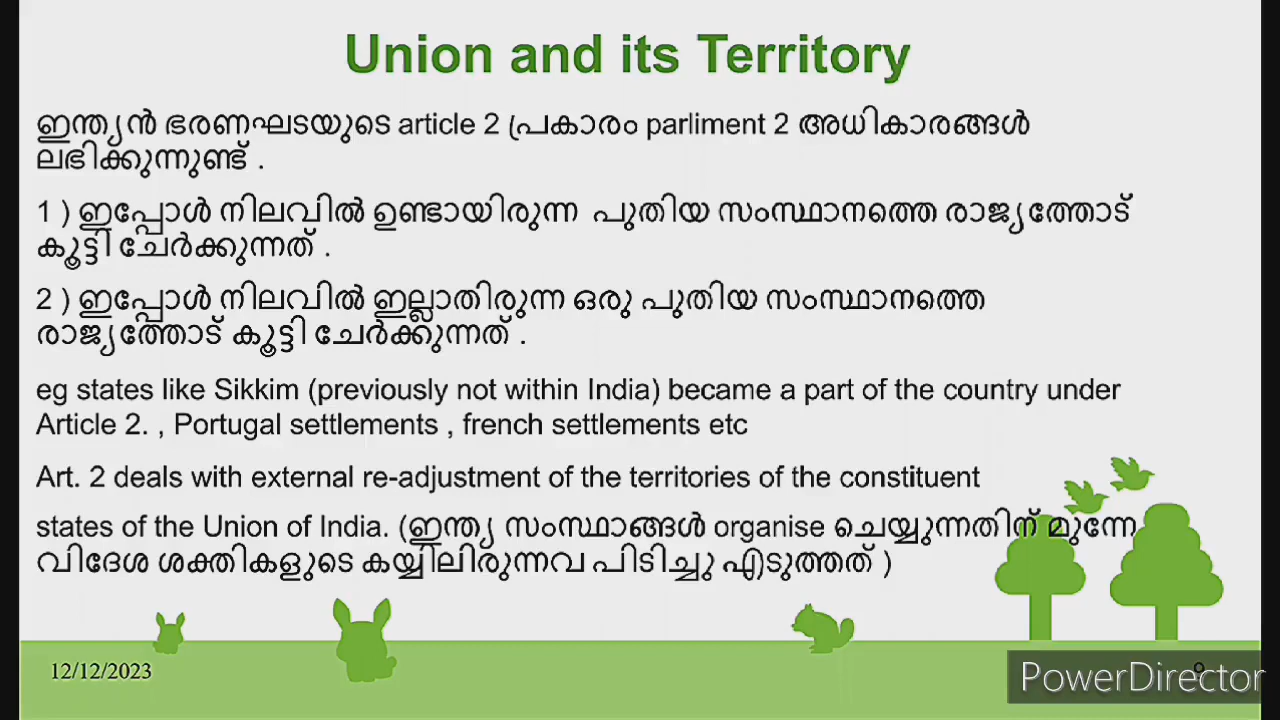 Union and its Territory
ഇന്ത്യൻ ഭരണഘടയുടെ article 2 പ്രകാരം parliment 2 അധികാരങ്ങൾ
ലഭിക്കുന്നുണ്ട് .
1 ) ഇപ്പോൾ നിലവിൽ ഉണ്ടായിരുന്ന പുതിയ സംസ്ഥാനത്തെ രാജ്യത്തോട്
കൂട്ടി ചേർക്കുന്നത് .
2 ) ഇപ്പോൾ നിലവിൽ ഇല്ലാതിരുന്ന ഒരു പുതിയ സംസ്ഥാനത്തെ
രാജ്യത്തോട് കൂട്ടി ചേർക്കുന്നത് .
eg states like Sikkim (previously not within India) became a part of the country under
Article 2. , Portugal settlements , french settlements etc
Art. 2 deals with external re-adjustment of the territories of the constituent
states of the Union of India. (ഇന്ത്യ സംസ്ഥാങ്ങൾ organise ചെയ്യുന്നതിന് മുന്നേ
വിദേശ ശക്തികളുടെ കയ്യിലിരുന്നവ പിടിച്ചു എടുത്തത് )
12/12/2023
PowerDirector